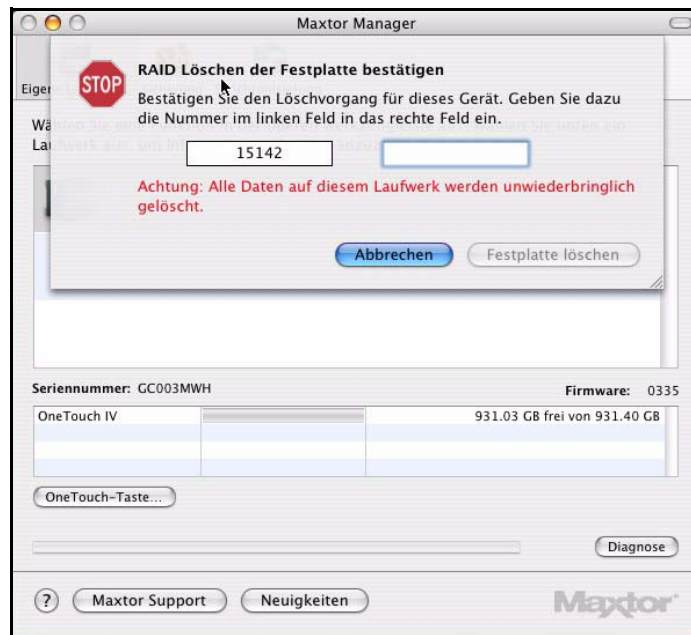 Maxtor Manager
STOP
RAID Löschen der Festplatte bestätigen
Bestätigen Sie den Löschvorgang für dieses Gerät. Geben Sie dazu
die Nummer im linken Feld in das rechte Feld ein.
15142
Achtung: Alle Daten auf diesem Laufwerk werden unwiederbringlich
gelöscht.
Abbrechen Festplatte löschen
Seriennummer: GC003MWH Firmware: 0335
OneTouch IV 931.03 GB frei von 931.40 GB
OneTouch-Taste...
Diagnose
? Maxtor Support Neuigkeiten Maxtor